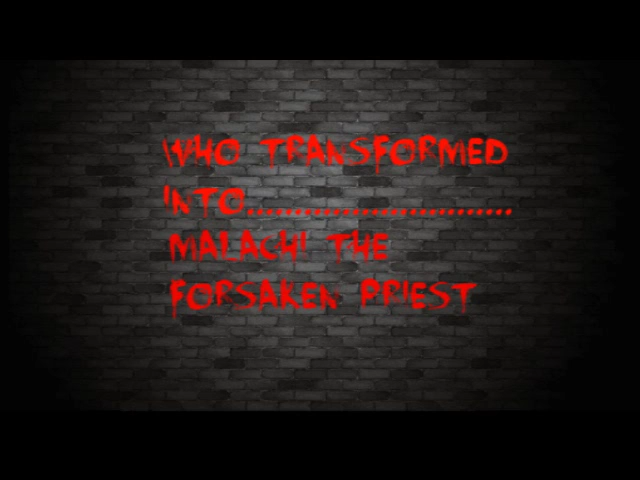 WHO TRANSFORMED
INTO............................
MALACHI THE
FORSAKEN PRIEST